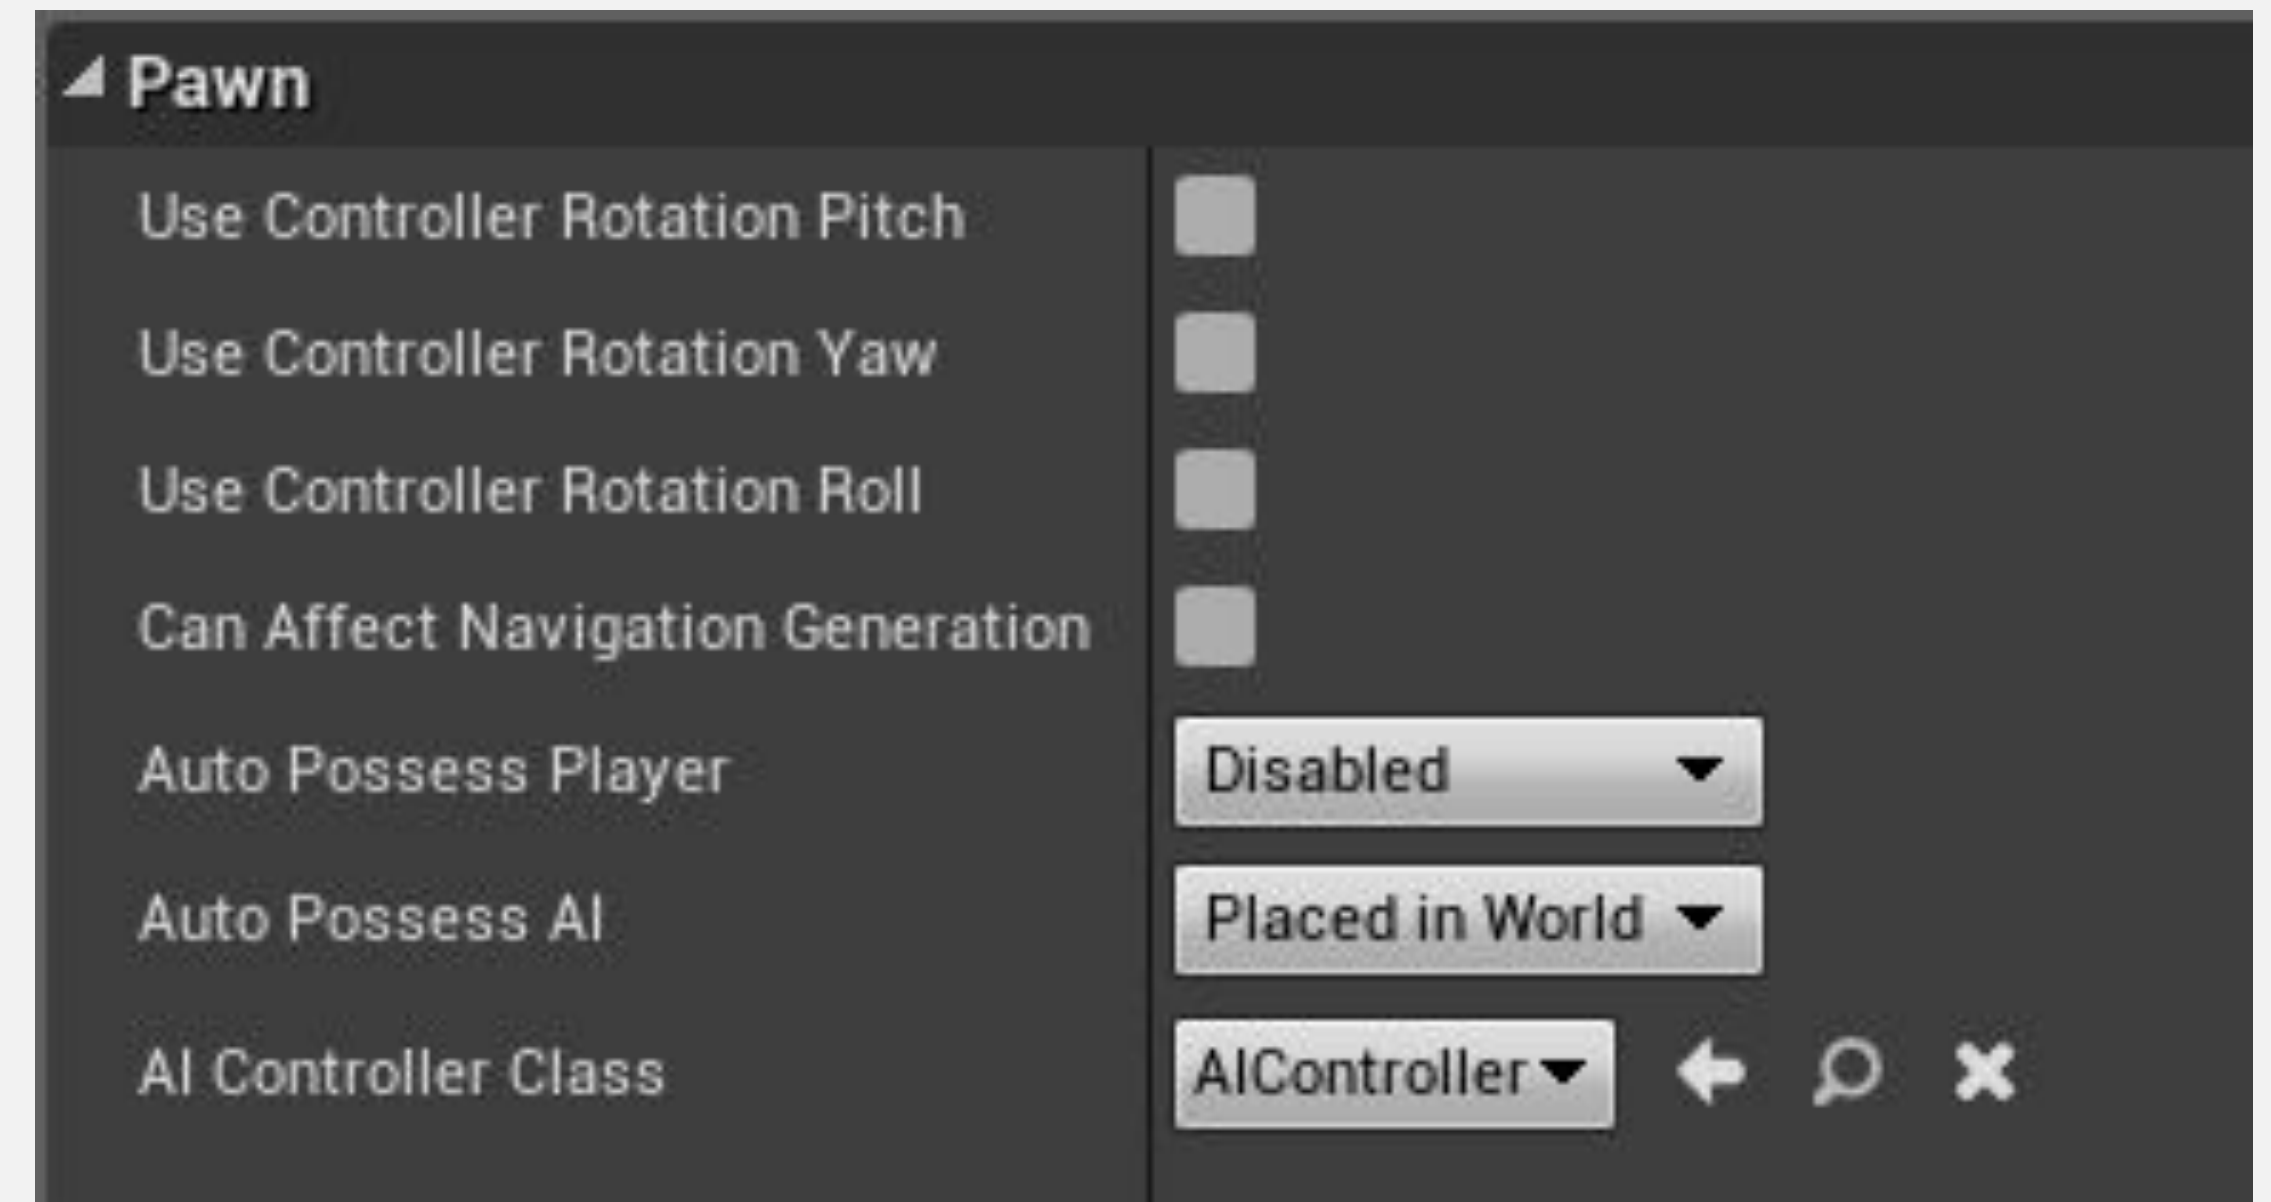 Pawn
Use Controller Rotation Pitch
Use Controller Rotation Yaw
Use Controller Rotation Roll
Can Affect Navigation Generation
Auto Possess Player Disabled
Auto Possess AI Placed in World
AI Controller Class AIController